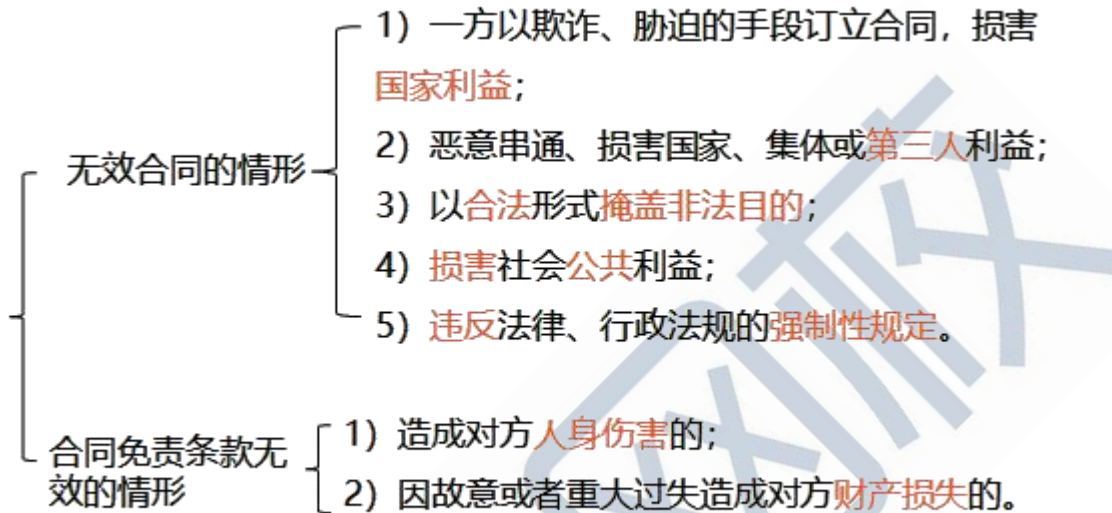 1）一方以欺诈、胁迫的手段订立合同，损害
国家利益；
2）恶意串通、损害国家、集体或第三人利益；
无效合同的情形
3）以合法形式掩盖非法目的；
4）损害社会公共利益；
5）违反法律、行政法规的强制性规定。
合同免责条款无
效的情形
1）造成对方人身伤害的；
2）因故意或者重大过失造成对方财产损失的。
网校